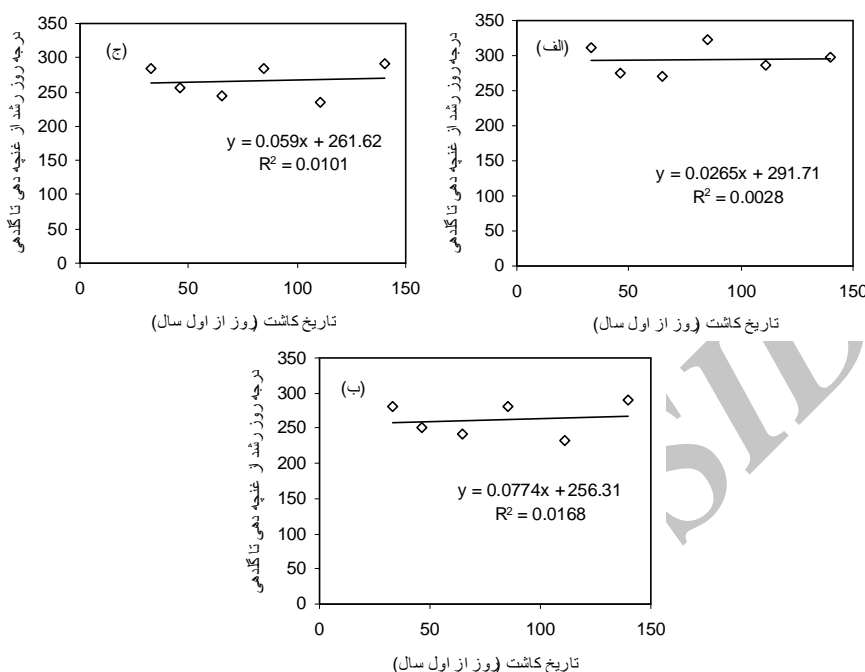 (الف)
350
300
250
200
150
100
50
0
درجه روز رشد از غنچه دهی تا گلدهی
y = 0.0265x + 291.71
R² = 0.0028
0 50 100 150
تاریخ کاشت (روز از اول سال)
(ج)
350
300
250
200
150
100
50
0
درجه روز رشد از غنچه دهی تا گلدهی
y = 0.059x + 261.62
R² = 0.0101
0 50 100 150
تاریخ کاشت (روز از اول سال)
(ب)
350
300
250
200
150
100
50
0
درجه روز رشد از غنچه دهی تا گلدهی
y = 0.0774x + 256.31
R² = 0.0168
0 50 100 150
تاریخ کاشت (روز از اول سال)
SID